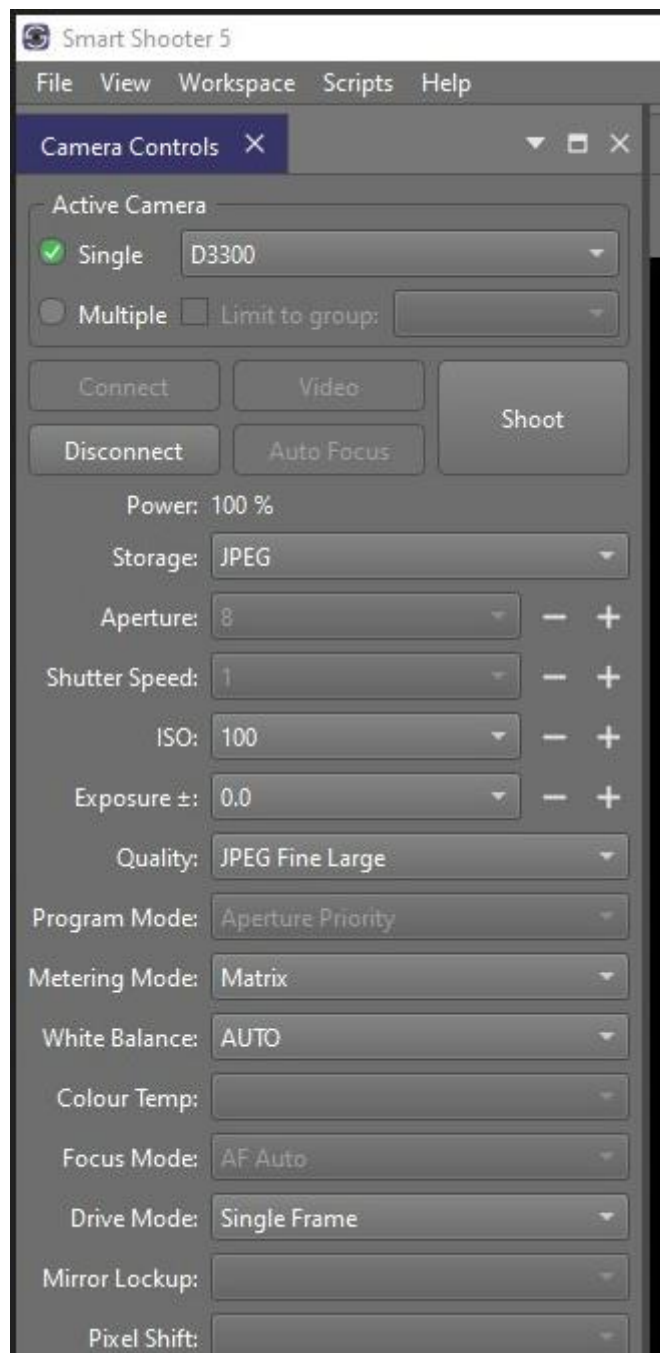 Smart Shooter 5
File View Workspace Scripts Help
Camera Controls
Active Camera
Single D3300
Multiple Limit to group:
Connect Video
Shoot
Disconnect Auto Focus
Power: 100 %
Storage: JPEG
Aperture: 8
Shutter Speed: 1
ISO: 100
Exposure ±: 0.0
Quality: JPEG Fine Large
Program Mode: Aperture Priority
Metering Mode: Matrix
White Balance: AUTO
Colour Temp:
Focus Mode: AF Auto
Drive Mode: Single Frame
Mirror Lockup:
Pixel Shift: